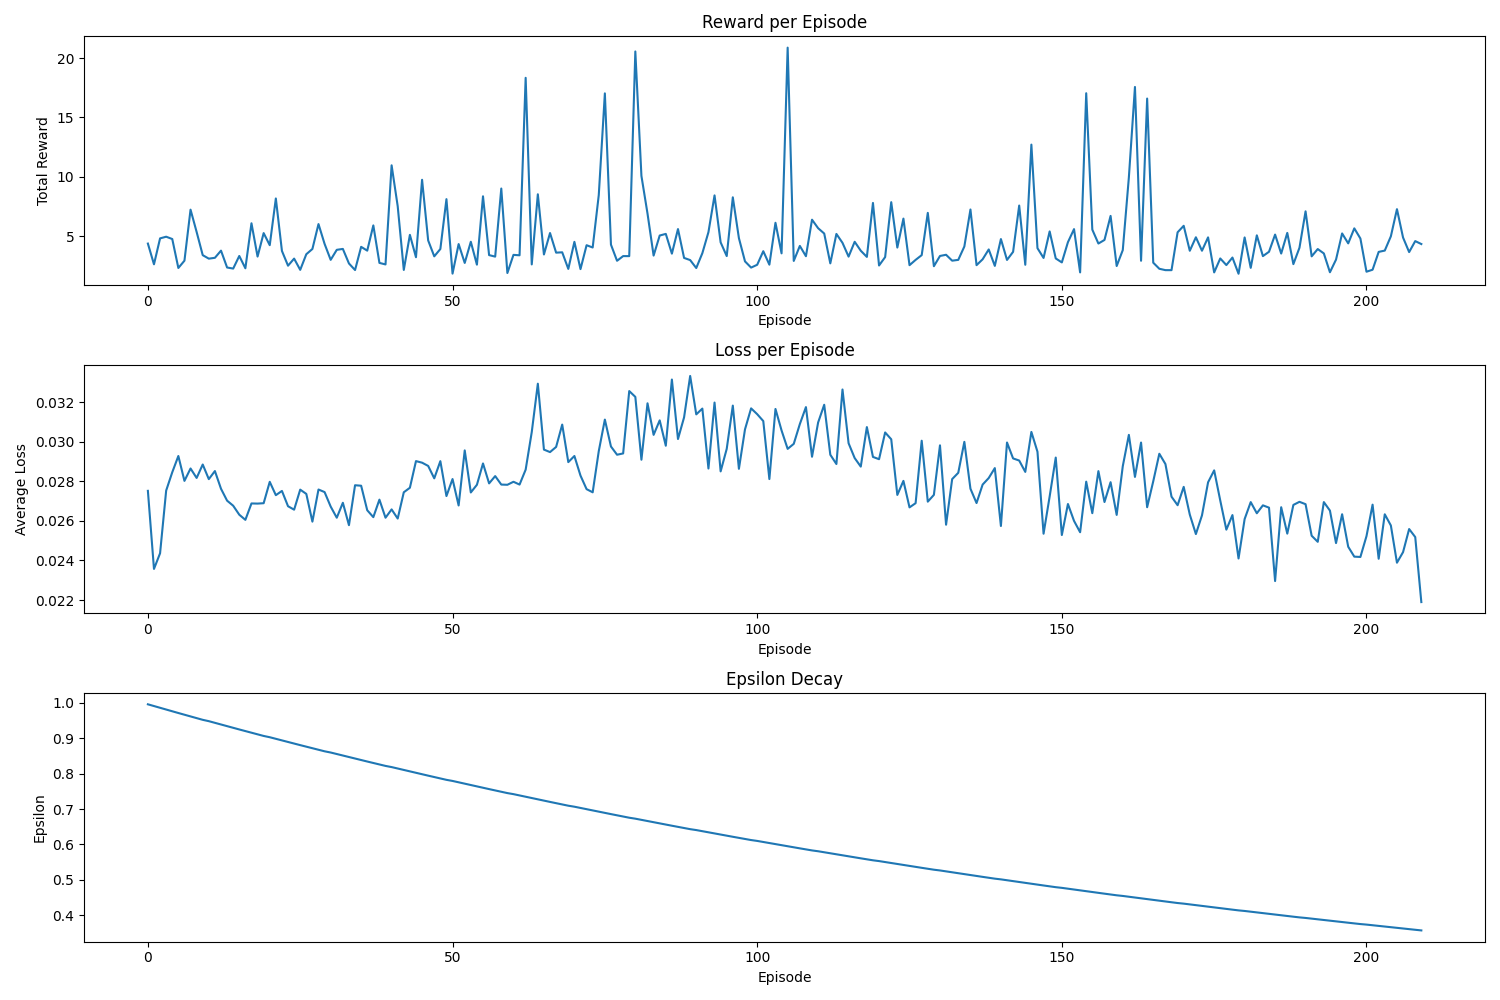 Reward per Episode
20
15
10
5
Total Reward
0 50 100 150 200
Episode
Loss per Episode
0.032
0.030
0.028
0.026
0.024
0.022
Average Loss
0 50 100 150 200
Episode
Epsilon Decay
1.0
0.9
0.8
0.7
0.6
0.5
0.4
Epsilon
0 50 100 150 200
Episode